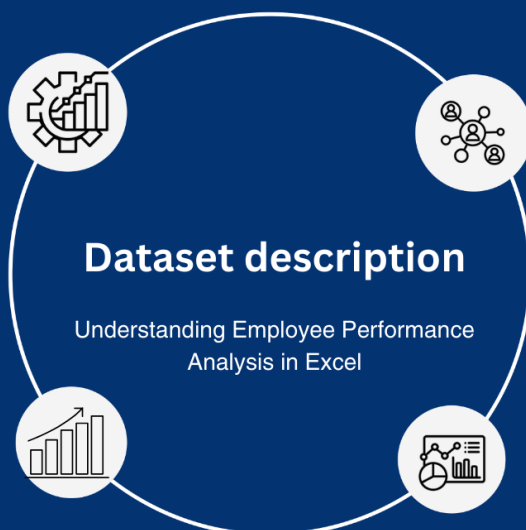 Dataset description
Understanding Employee Performance
Analysis in Excel